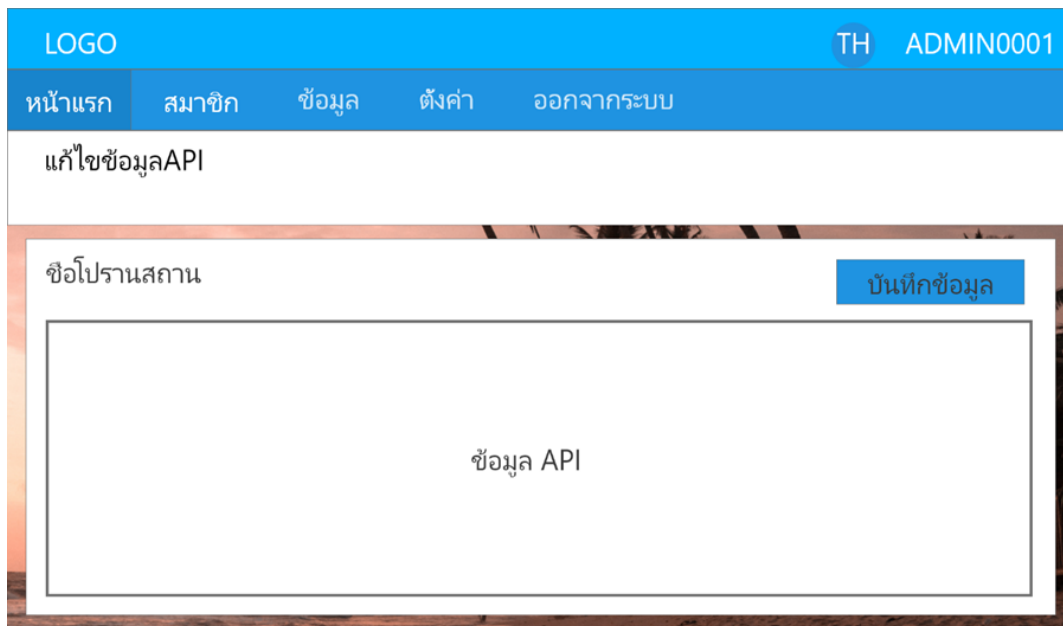 LOGO TH ADMIN0001
หน้าแรก สมาชิก ข้อมูล ตั้งค่า ออกจากระบบ
แก้ไขข้อมูลAPI
ชื่อโปรานสถาน บันทึกข้อมูล
ข้อมูล API